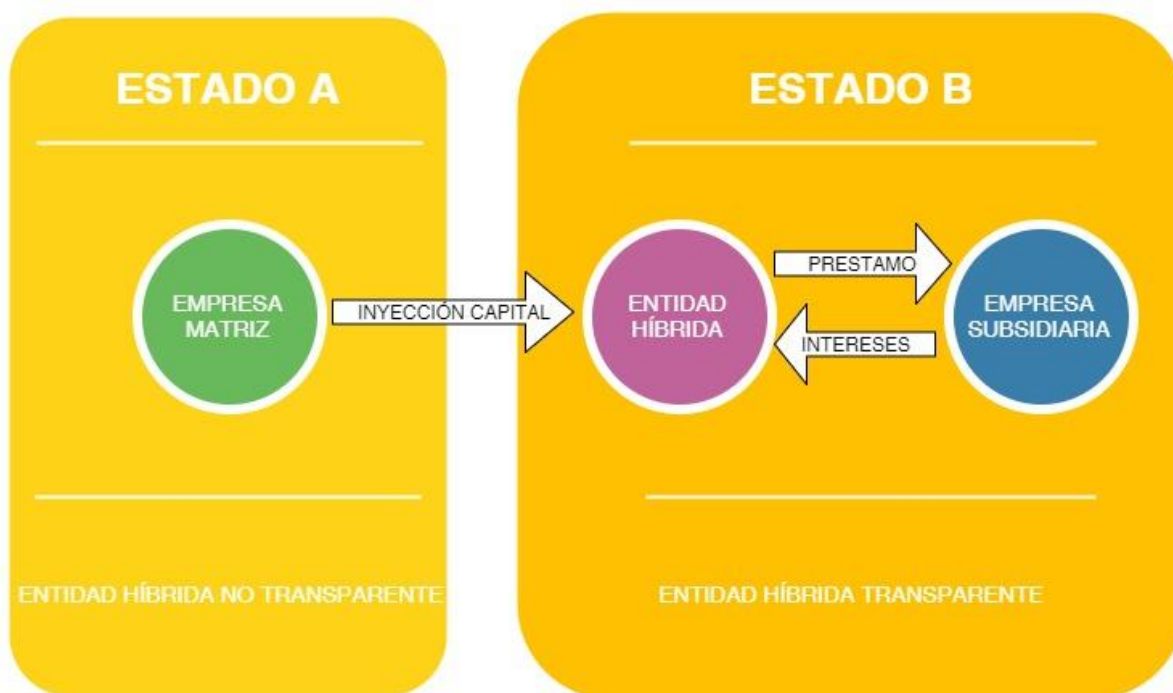 ESTADO A
ESTADO B
EMPRESA
MATRIZ
INYECCIÓN CAPITAL
ENTIDAD
HÍBRIDA
PRESTAMO
INTERESES
EMPRESA
SUBSIDIARIA
ENTIDAD HÍBRIDA NO TRANSPARENTE
ENTIDAD HÍBRIDA TRANSPARENTE